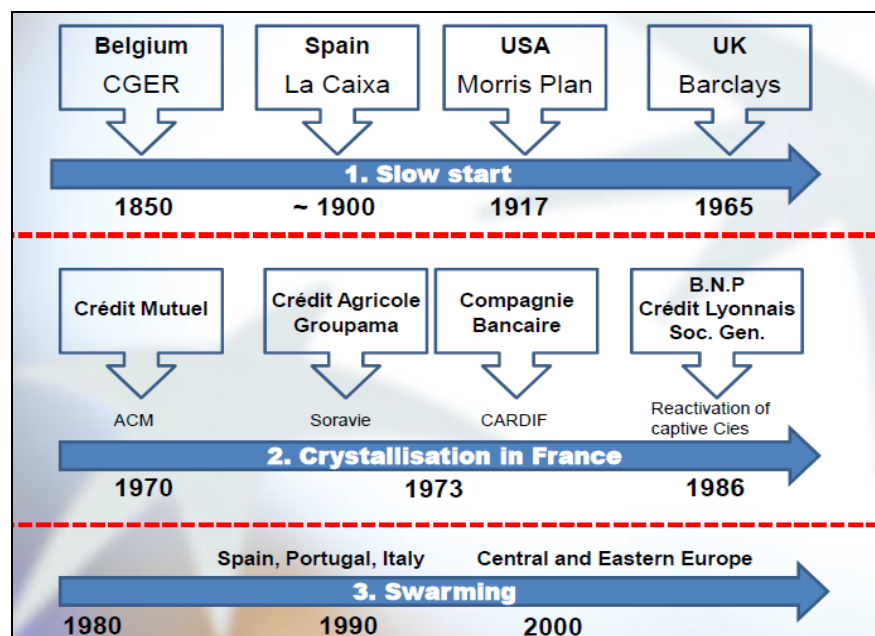 Belgium
CGER
Spain
La Caixa
USA
Morris Plan
UK
Barclays
1. Slow start
1850
~ 1900
1917
1965
Crédit Mutuel
Crédit Agricole
Groupama
Compagnie
Bancaire
B.N.P
Crédit Lyonnais
Soc. Gen.
ACM
Soravie
CARDIF
Reactivation of
captive Cies
2. Crystallisation in France
1970
1973
1986
Spain, Portugal, Italy
Central and Eastern Europe
3. Swarming
1980
1990
2000